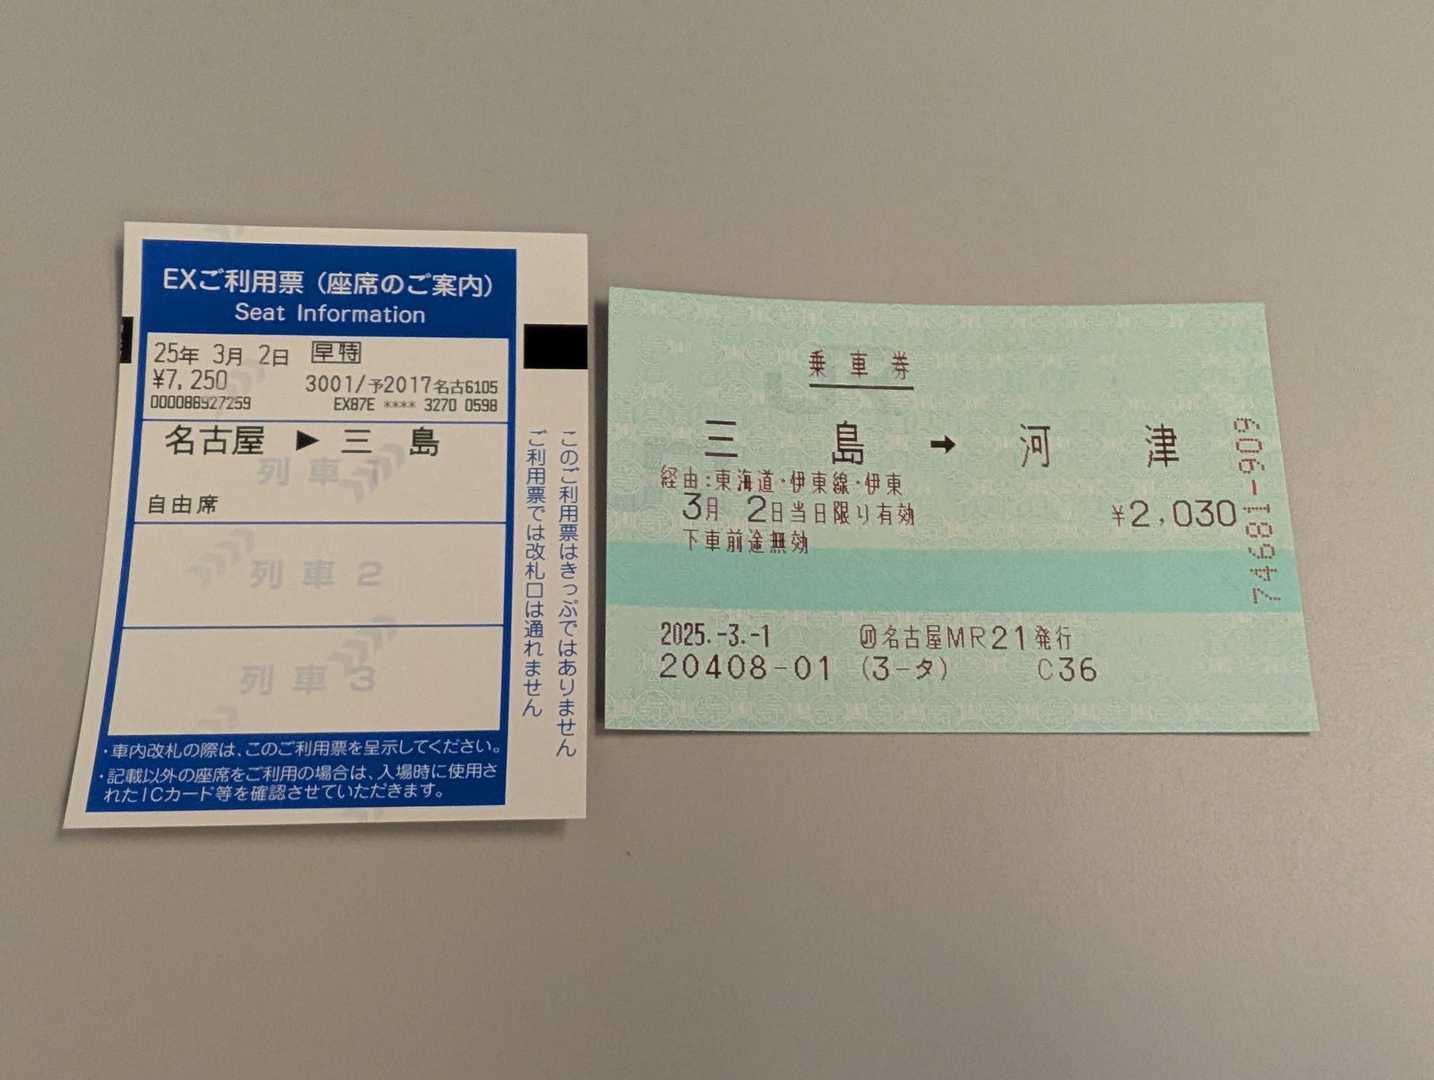 EXご利用票（座席のご案内）
Seat Information
25年 3月 2日 早特
¥7,250 3001/予2017名古6105
000086927259 EX87E **** 3270 0598
名古屋 ▶ 三 島
列車 1
自由席
列車 2
列車 3
・車内改札の際は、このご利用票を呈示してください。
・記載以外の座席をご利用の場合は、入場時に使用さ
れたICカード等を確認させていただきます。
このご利用票はきっぷではありません
ご利用票では改札口は通れません
乗 車 券
三 島 → 河 津
経由:東海道・伊東線・伊東
3月 2日当日限り有効 ¥2,030
下車前途無効
2025.-3.-1 名古屋MR21発行
20408-01 (3-タ) C36
74681-909